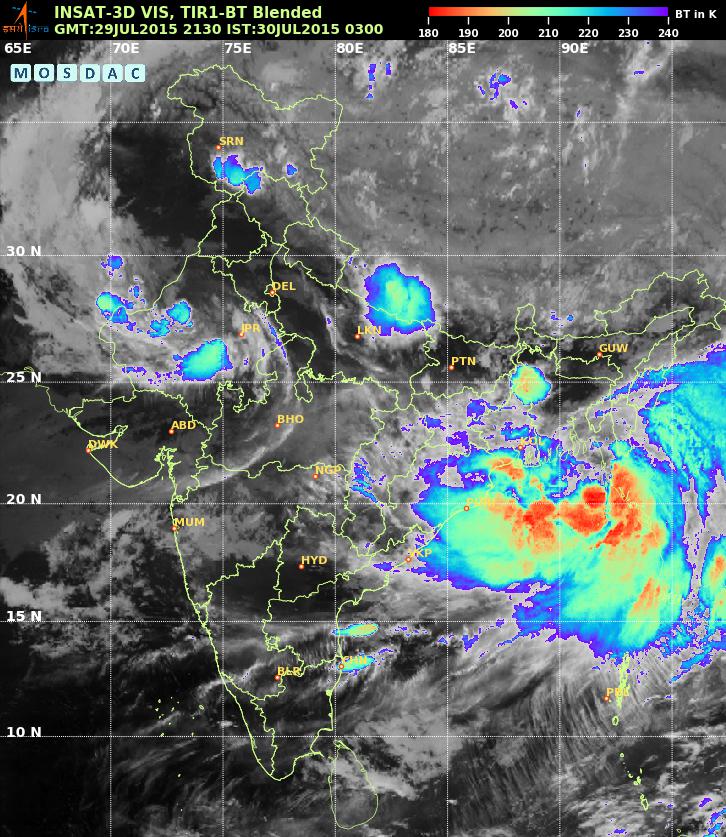 INSAT-3D VIS, TIR1-BT Blended
GMT:29JUL2015 2130 IST:30JUL2015 0300
BT in K
180 190 200 210 220 230 240
65E 70E 75E 80E 85E 90E
MOSDAC
SRN
30 N
DEL
JPR LKN
GUW
PTN
25 N
BHO
ABD
DWK
KOL
NGP
20 N
MUM
VKP
HYD
15 N
CHN
BLR
PBL
10 N